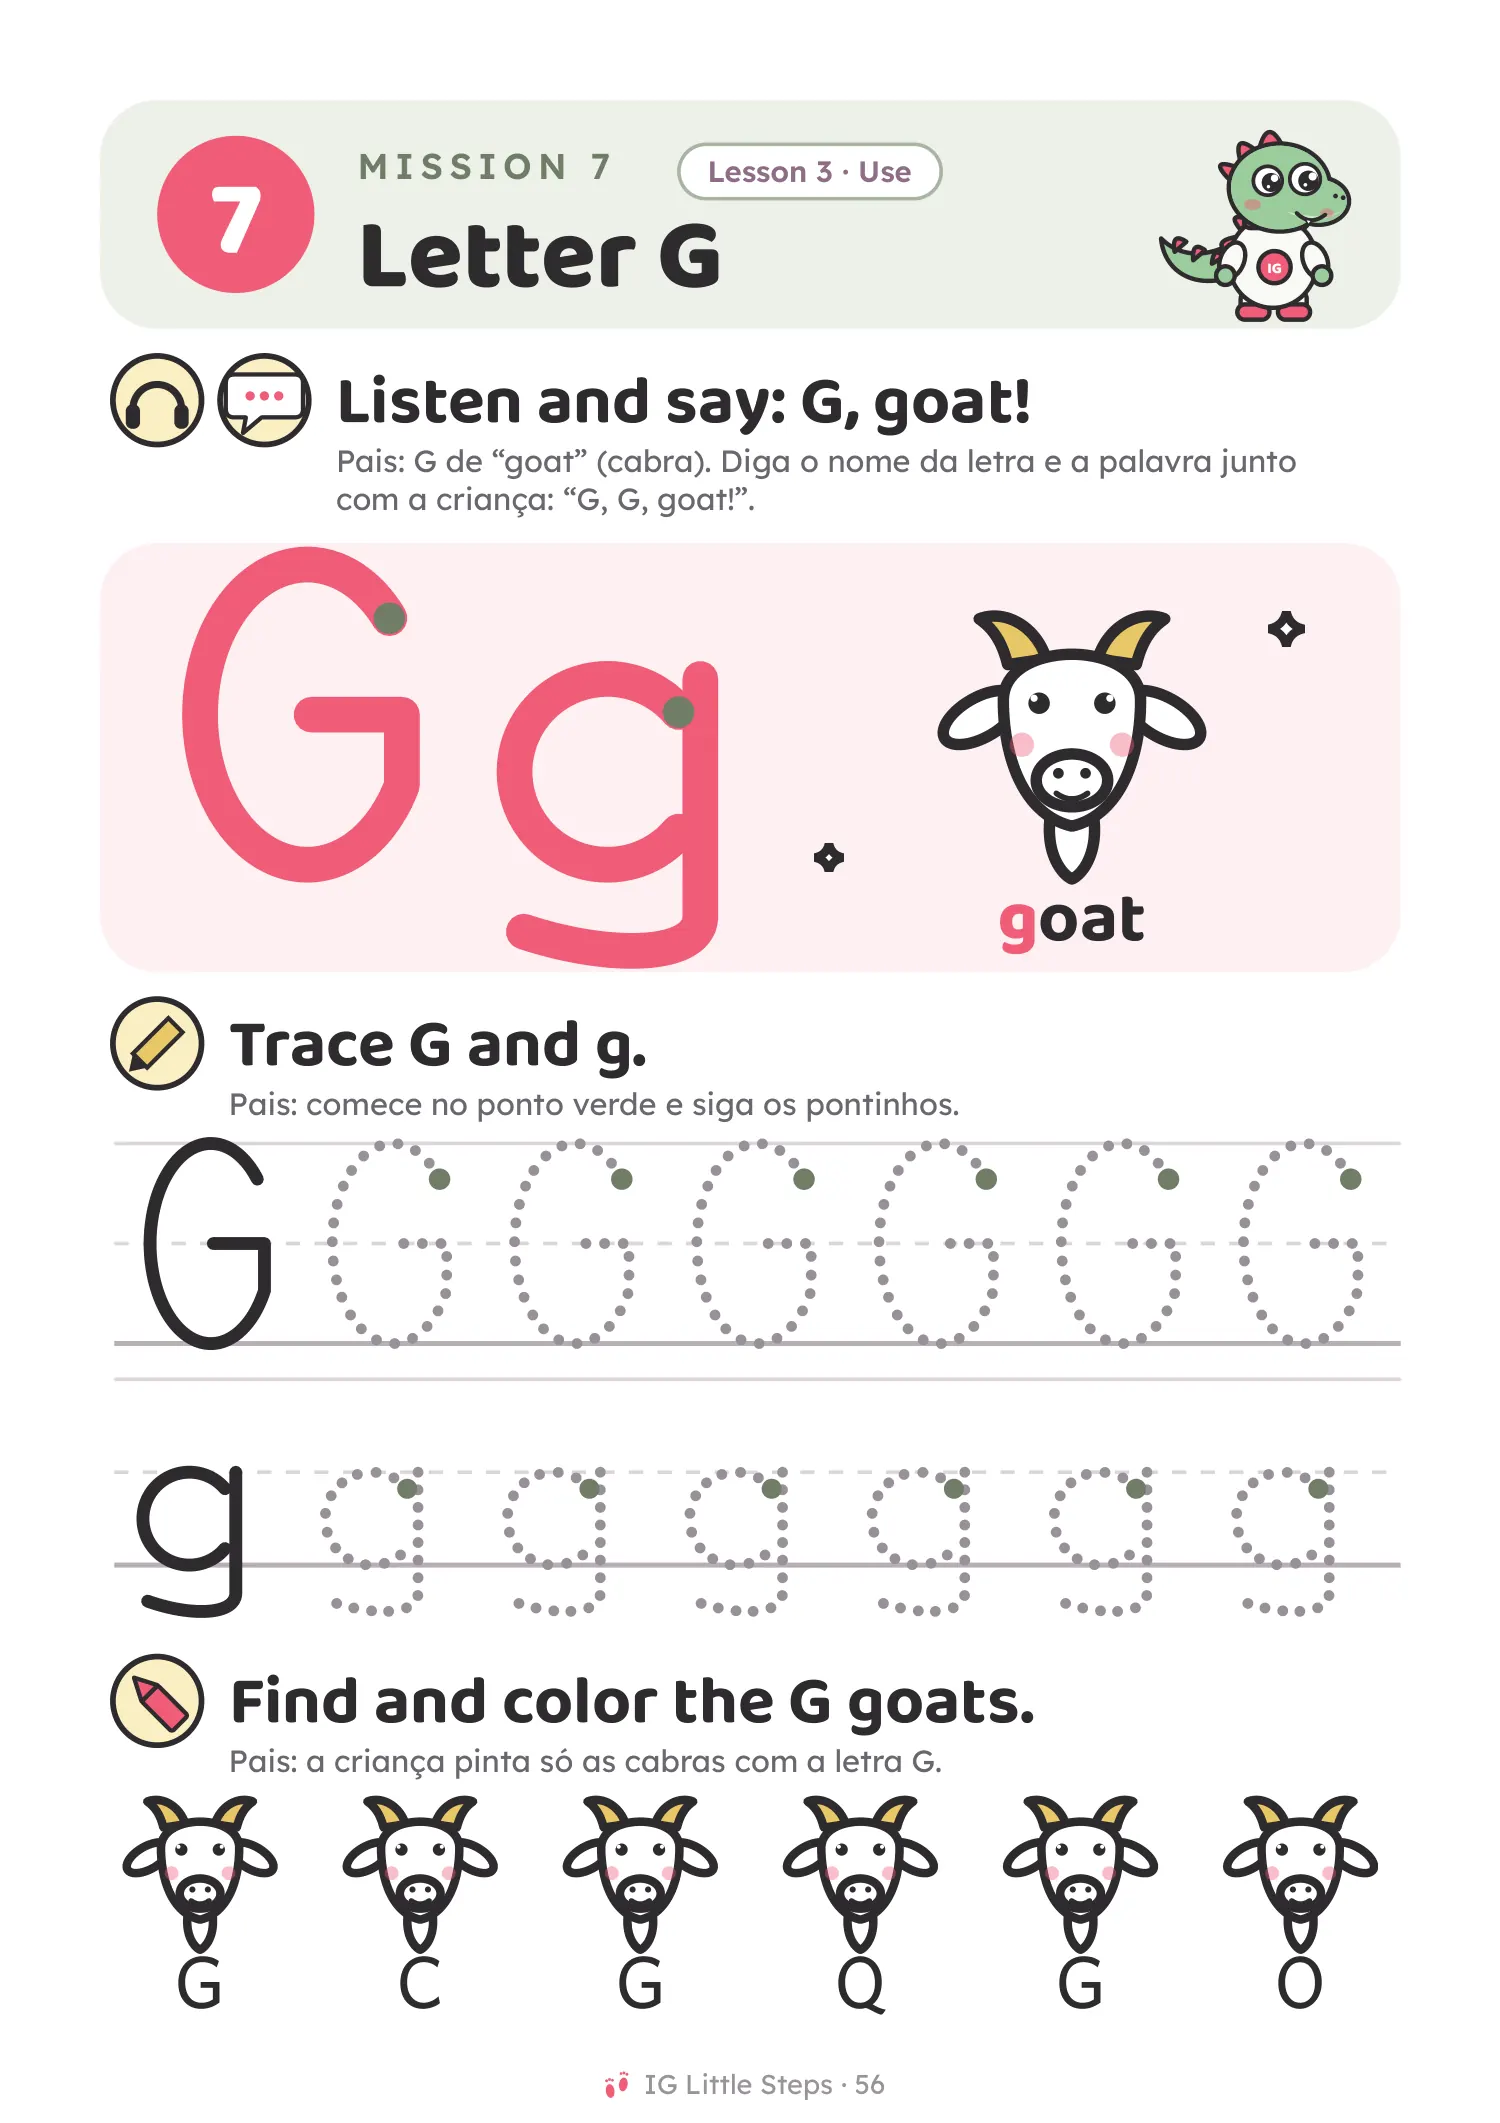 7
MISSION 7
Lesson 3 · Use
Letter G
IG
Listen and say: G, goat!
Pais: G de “goat” (cabra). Diga o nome da letra e a palavra junto
com a criança: “G, G, goat!”.
Gg
goat
Trace G and g.
Pais: comece no ponto verde e siga os pontinhos.
G G G G G G G
g g g g g g g
Find and color the G goats.
Pais: a criança pinta só as cabras com a letra G.
G C G Q G O
IG Little Steps · 56